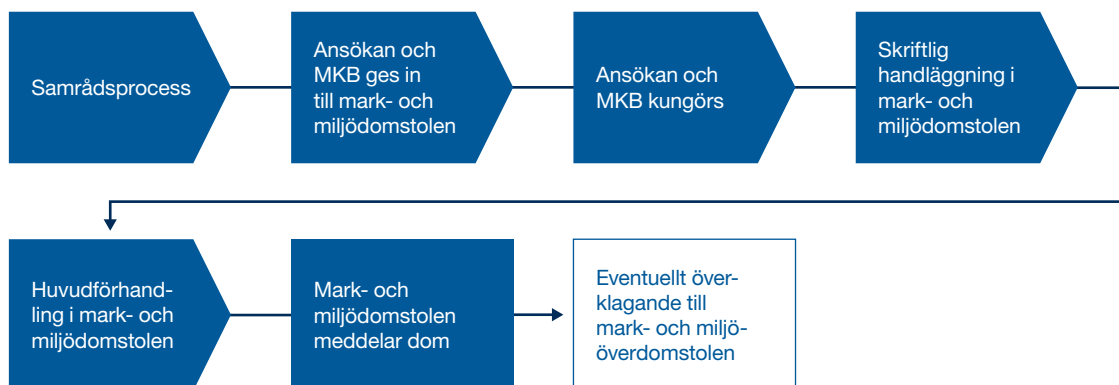 Samrådsprocess
Ansökan och
MKB ges in
till mark- och
miljödomstolen
Ansökan och
MKB kungörs
Skriftlig
handläggning i
mark- och
miljödomstolen
Huvudförhand-
ling i mark- och
miljödomstolen
Mark- och
miljödomstolen
meddelar dom
Eventuellt över-
klagande till
mark- och miljö-
överdomstolen